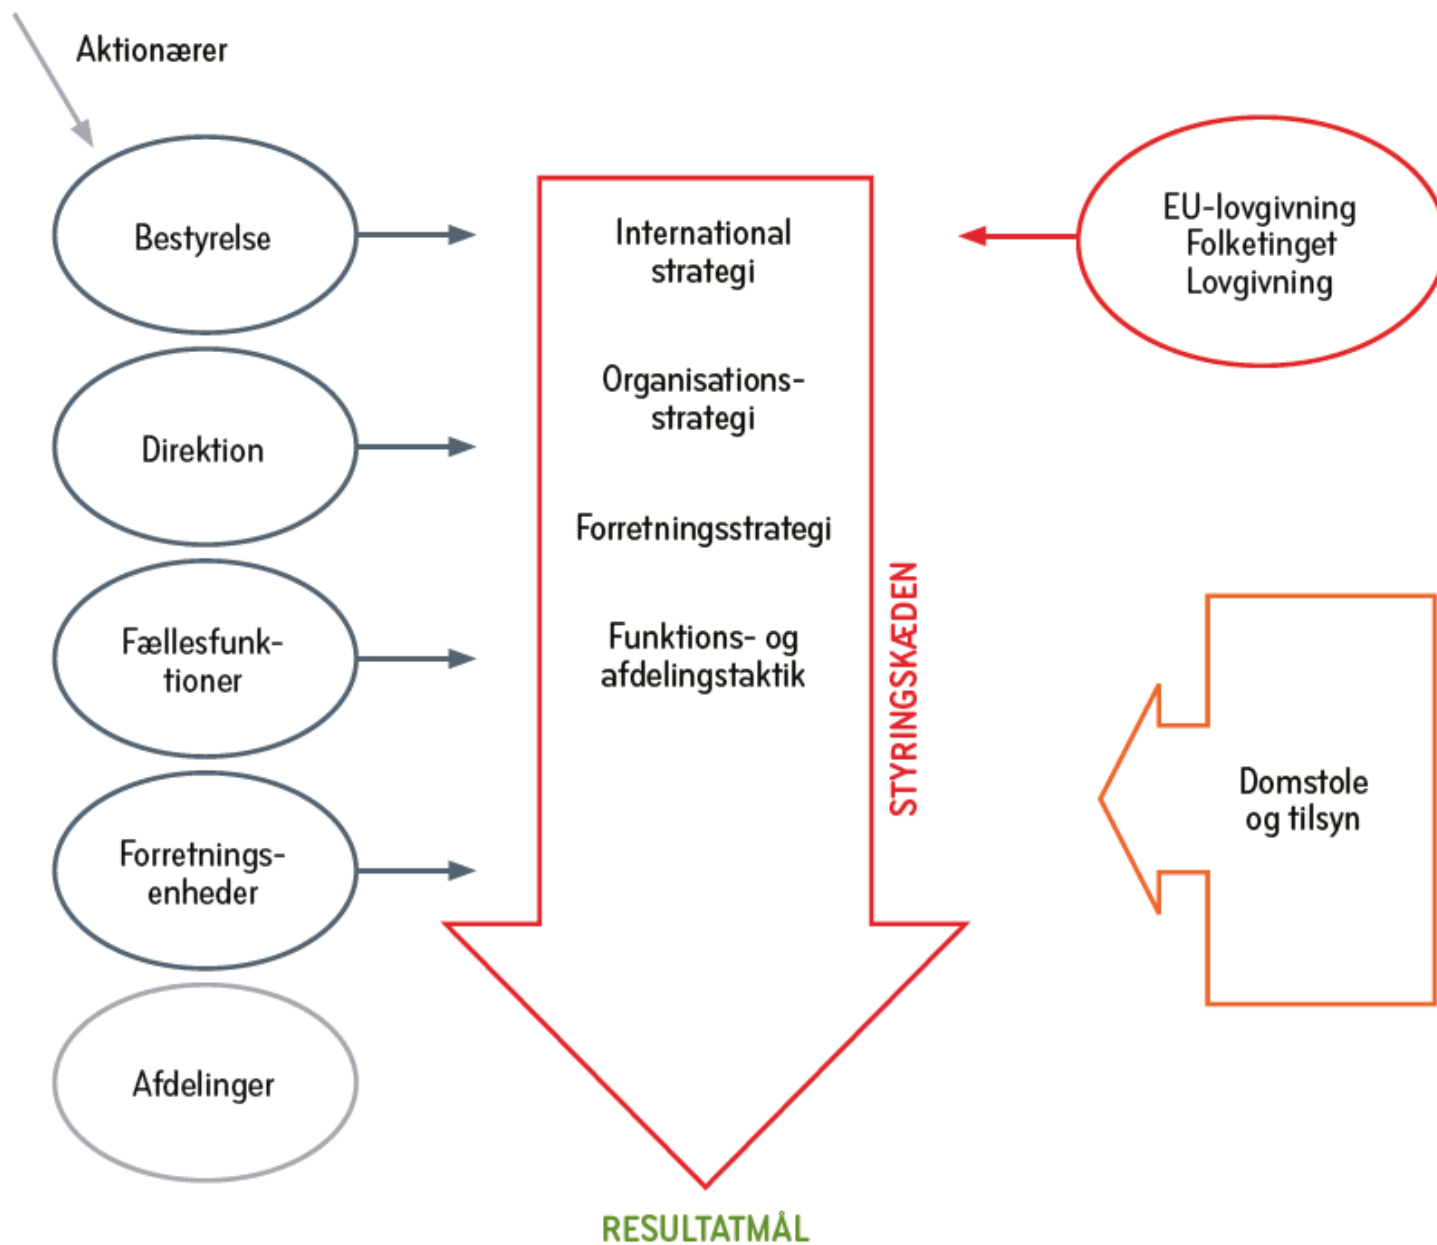 Aktionærer
Bestyrelse
Direktion
Fællesfunk-
tioner
Forretnings-
enheder
Afdelinger
International
strategi
Organisations-
strategi
Forretningsstrategi
Funktions- og
afdelingstaktik
STYRINGSKÆDEN
RESULTATMÅL
EU-lovgivning
Folketinget
Lovgivning
Domstole
og tilsyn